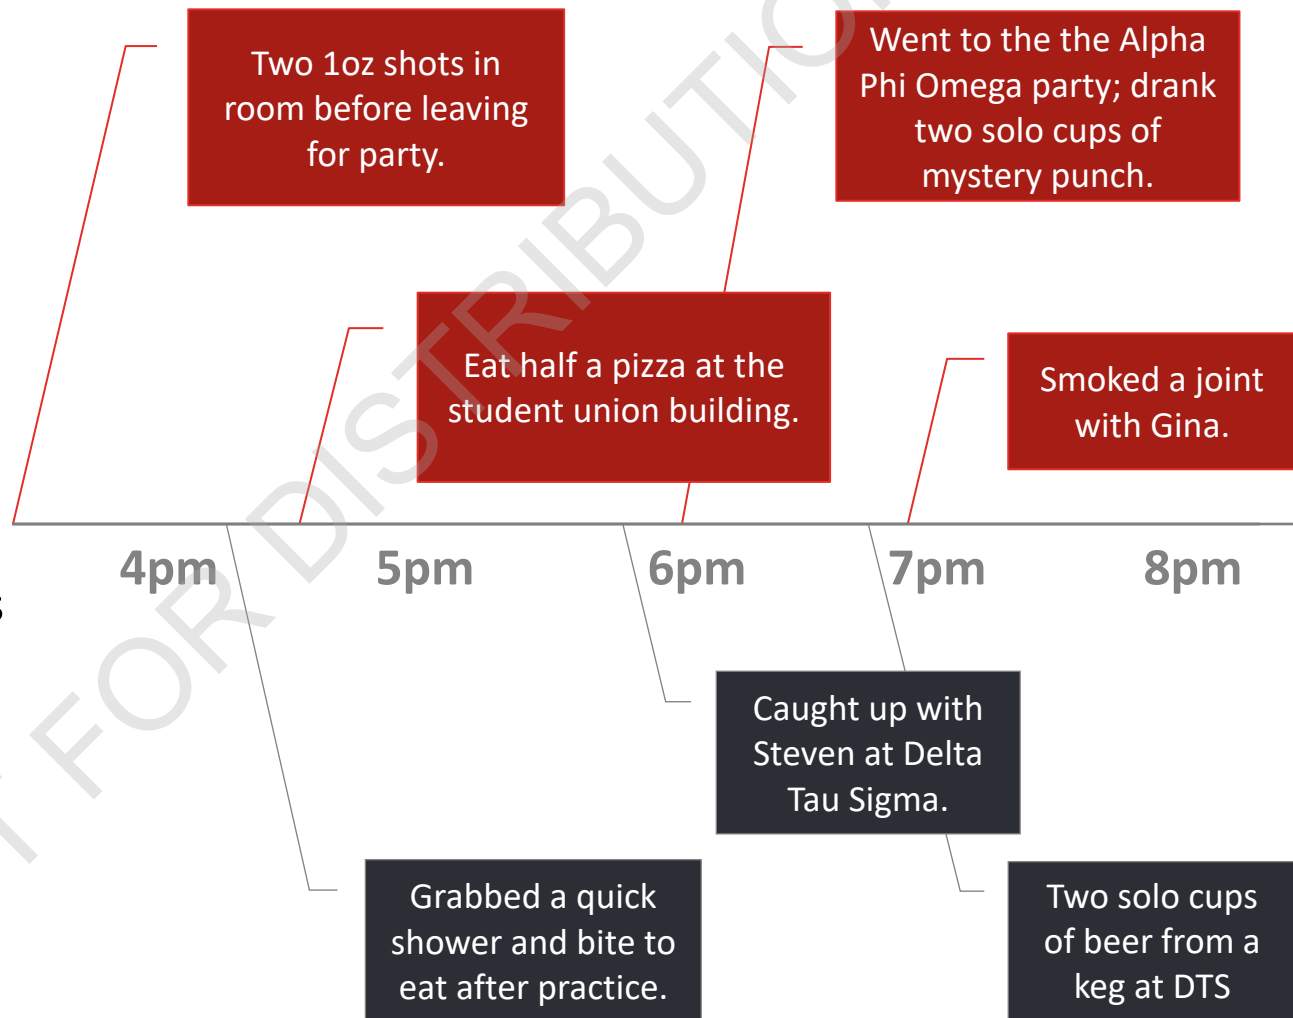 Two 1oz shots in
room before leaving
for party.
Went to the the Alpha
Phi Omega party; drank
two solo cups of
mystery punch.
Eat half a pizza at the
student union building.
Smoked a joint
with Gina.
4pm 5pm 6pm 7pm 8pm
s
Caught up with
Steven at Delta
Tau Sigma.
Grabbed a quick
shower and bite to
eat after practice.
Two solo cups
of beer from a
keg at DTS
T FOR DISTRIBUTION